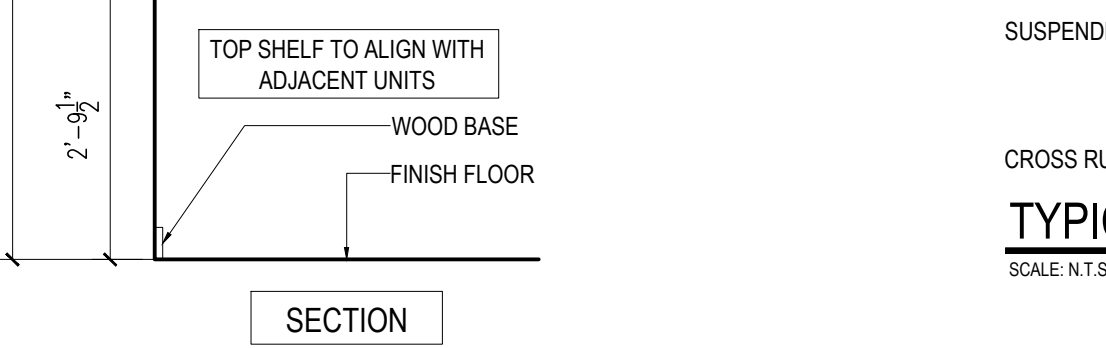 TOP SHELF TO ALIGN WITH
ADJACENT UNITS
2'-9½"
WOOD BASE
FINISH FLOOR
SECTION
SUSPEND
CROSS RU
TYPI
SCALE: N.T.S